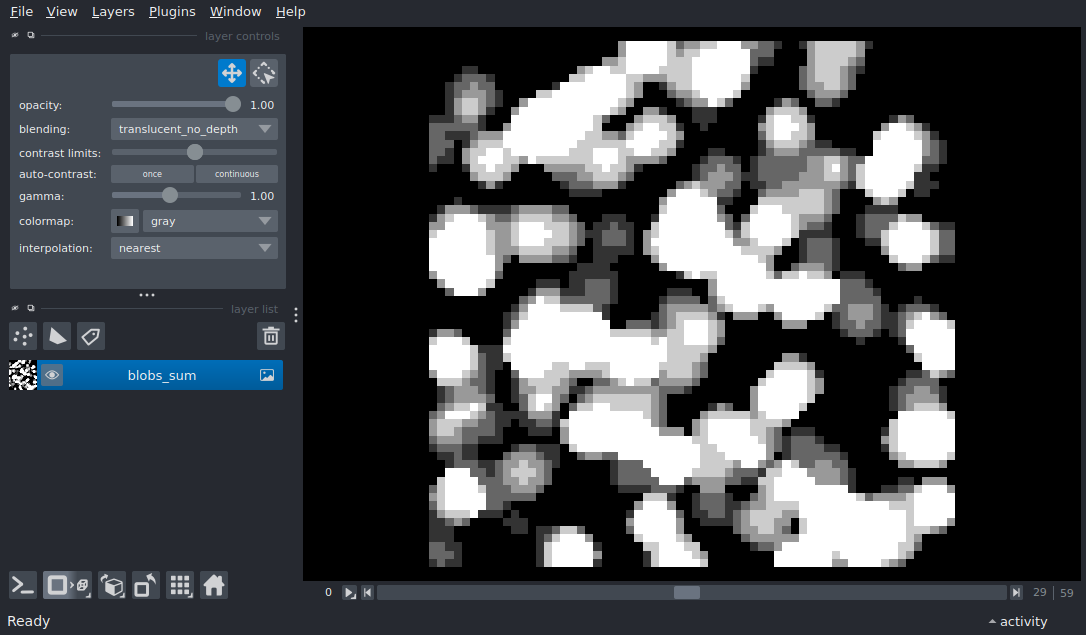 File View Layers Plugins Window Help
layer controls
opacity: 1.00
blending: translucent_no_depth
contrast limits:
auto-contrast: once continuous
gamma: 1.00
colormap: gray
interpolation: nearest
layer list
blobs_sum
0 29 59
Ready activity